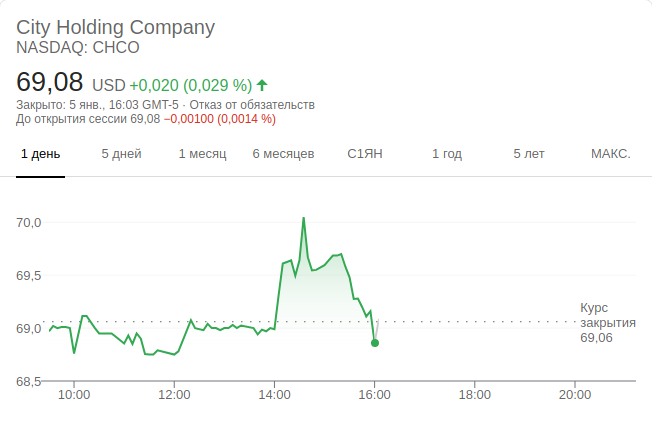 City Holding Company
NASDAQ: CHCO
69,08 USD +0,020 (0,029 %)
Закрыто: 5 янв., 16:03 GMT-5 · Отказ от обязательств
До открытия сессии 69,08 −0,00100 (0,0014 %)
1 день 5 дней 1 месяц 6 месяцев С1ЯН 1 год 5 лет МАКС.
70,0
69,5
69,0
68,5
Курс
закрытия
69,06
10:00 12:00 14:00 16:00 18:00 20:00